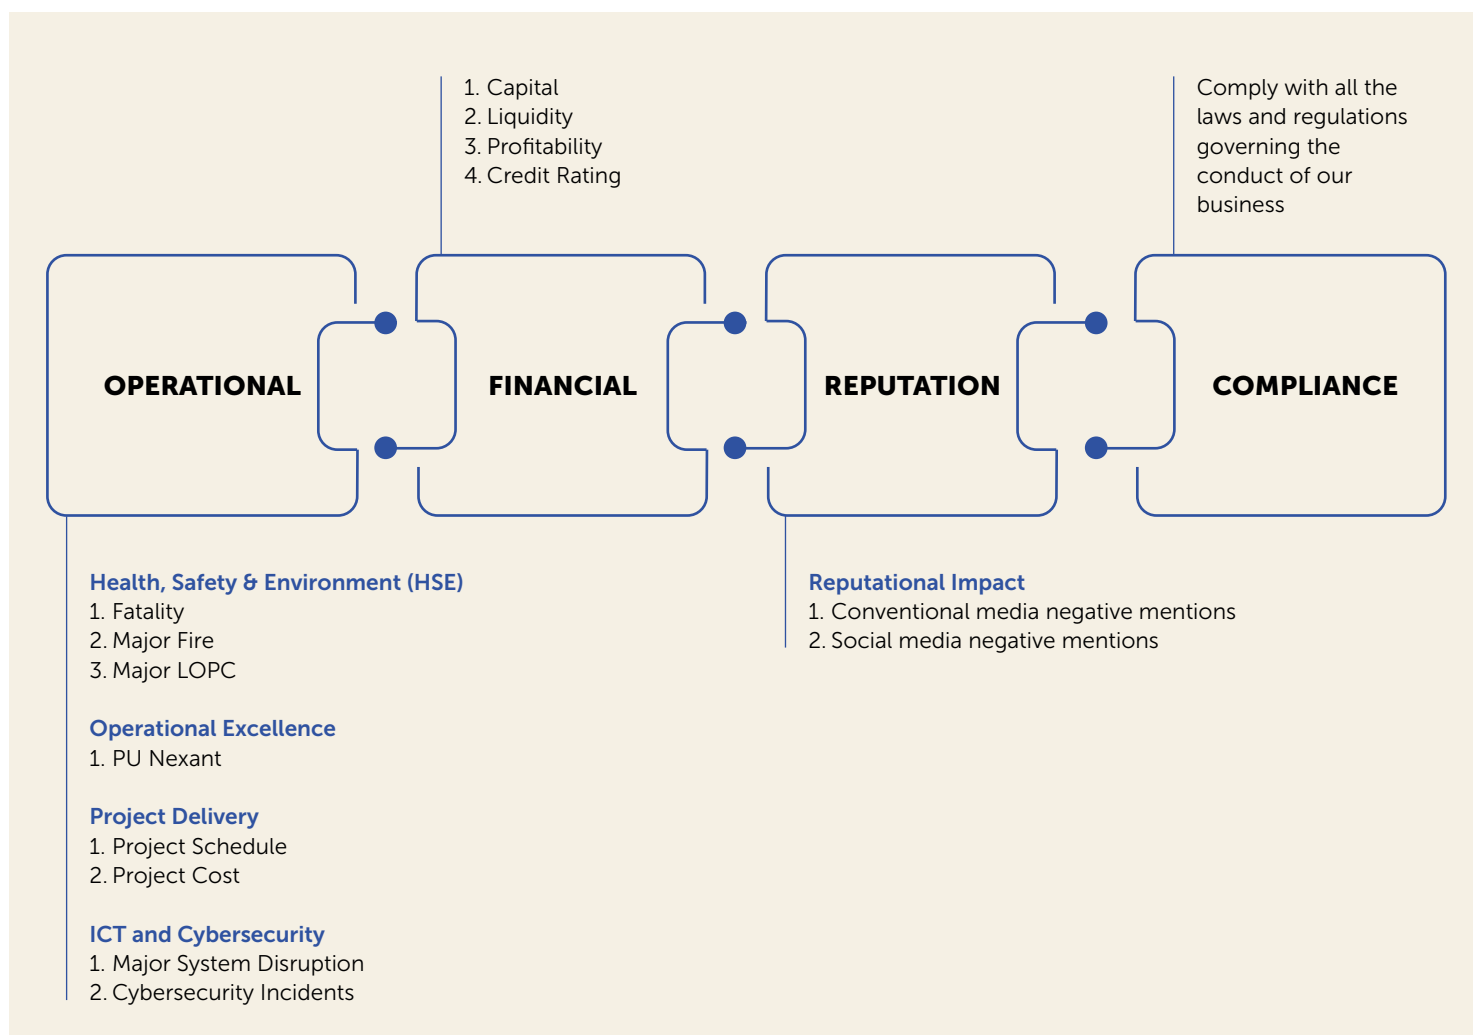 1. Capital
2. Liquidity
3. Profitability
4. Credit Rating
Comply with all the
laws and regulations
governing the
conduct of our
business
OPERATIONAL
FINANCIAL
REPUTATION
COMPLIANCE
Health, Safety & Environment (HSE)
1. Fatality
2. Major Fire
3. Major LOPC
Operational Excellence
1. PU Nexant
Project Delivery
1. Project Schedule
2. Project Cost
ICT and Cybersecurity
1. Major System Disruption
2. Cybersecurity Incidents
Reputational Impact
1. Conventional media negative mentions
2. Social media negative mentions